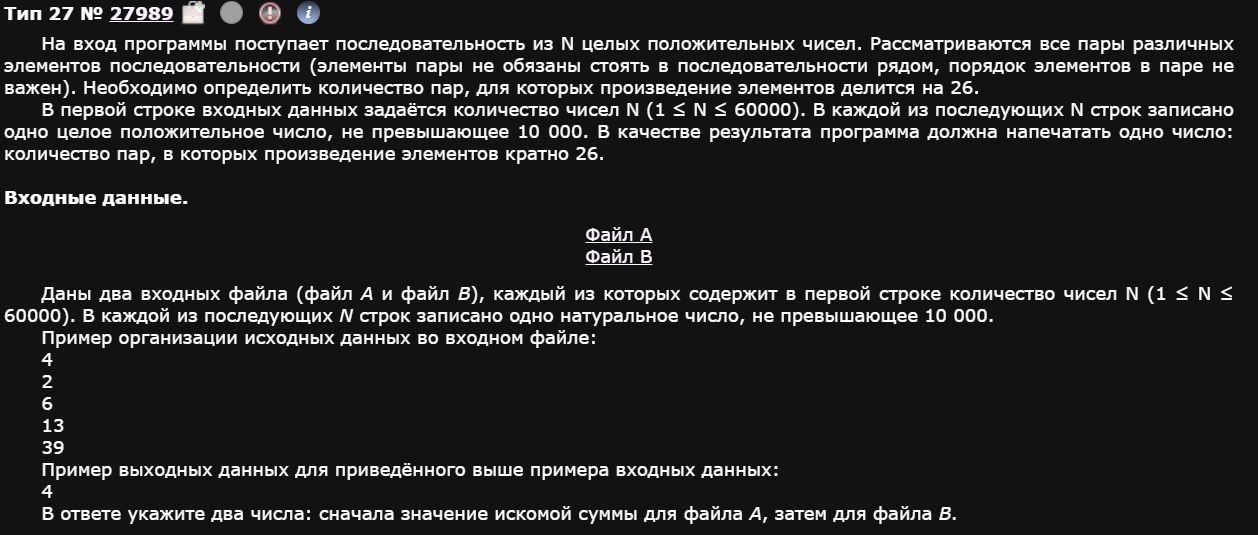 Тип 27 № 27989
На вход программы поступает последовательность из N целых положительных чисел. Рассматриваются все пары различных
элементов последовательности (элементы пары не обязаны стоять в последовательности рядом, порядок элементов в паре не
важен). Необходимо определить количество пар, для которых произведение элементов делится на 26.
В первой строке входных данных задаётся количество чисел N (1 ≤ N ≤ 60000). В каждой из последующих N строк записано
одно целое положительное число, не превышающее 10 000. В качестве результата программа должна напечатать одно число:
количество пар, в которых произведение элементов кратно 26.
Входные данные.
Файл A
Файл B
Даны два входных файла (файл A и файл B), каждый из которых содержит в первой строке количество чисел N (1 ≤ N ≤
60000). В каждой из последующих N строк записано одно натуральное число, не превышающее 10 000.
Пример организации исходных данных во входном файле:
4
2
6
13
39
Пример выходных данных для приведённого выше примера входных данных:
4
В ответе укажите два числа: сначала значение искомой суммы для файла A, затем для файла B.